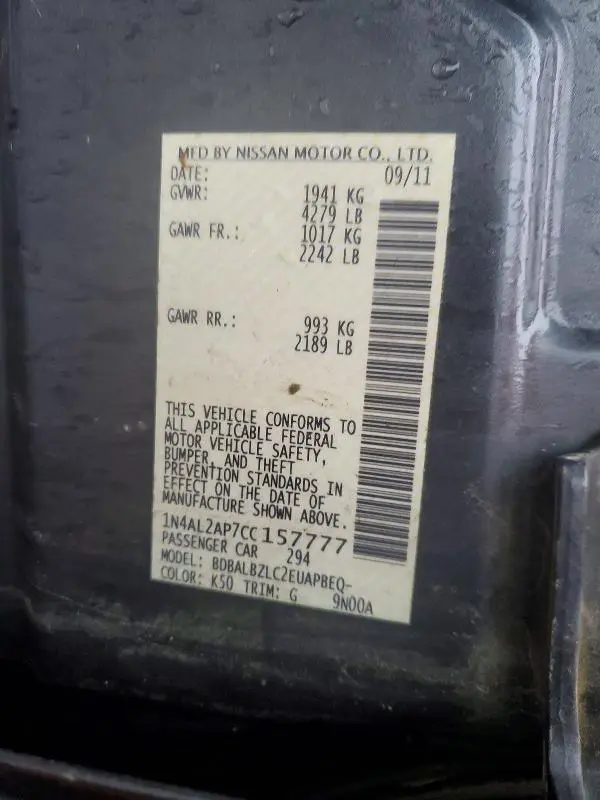 MFD BY NISSAN MOTOR CO., LTD.
DATE: 09/11
GVWR: 1941 KG
4279 LB
GAWR FR.: 1017 KG
2242 LB
GAWR RR.: 993 KG
2189 LB
THIS VEHICLE CONFORMS TO
ALL APPLICABLE FEDERAL
MOTOR VEHICLE SAFETY,
BUMPER, AND THEFT
PREVENTION STANDARDS IN
EFFECT ON THE DATE OF
MANUFACTURE SHOWN ABOVE.
1N4AL2AP7CC157777
PASSENGER CAR 294
MODEL: BDBALBZLC2EUAPBEQ-
COLOR: K50 TRIM: G 9N00A